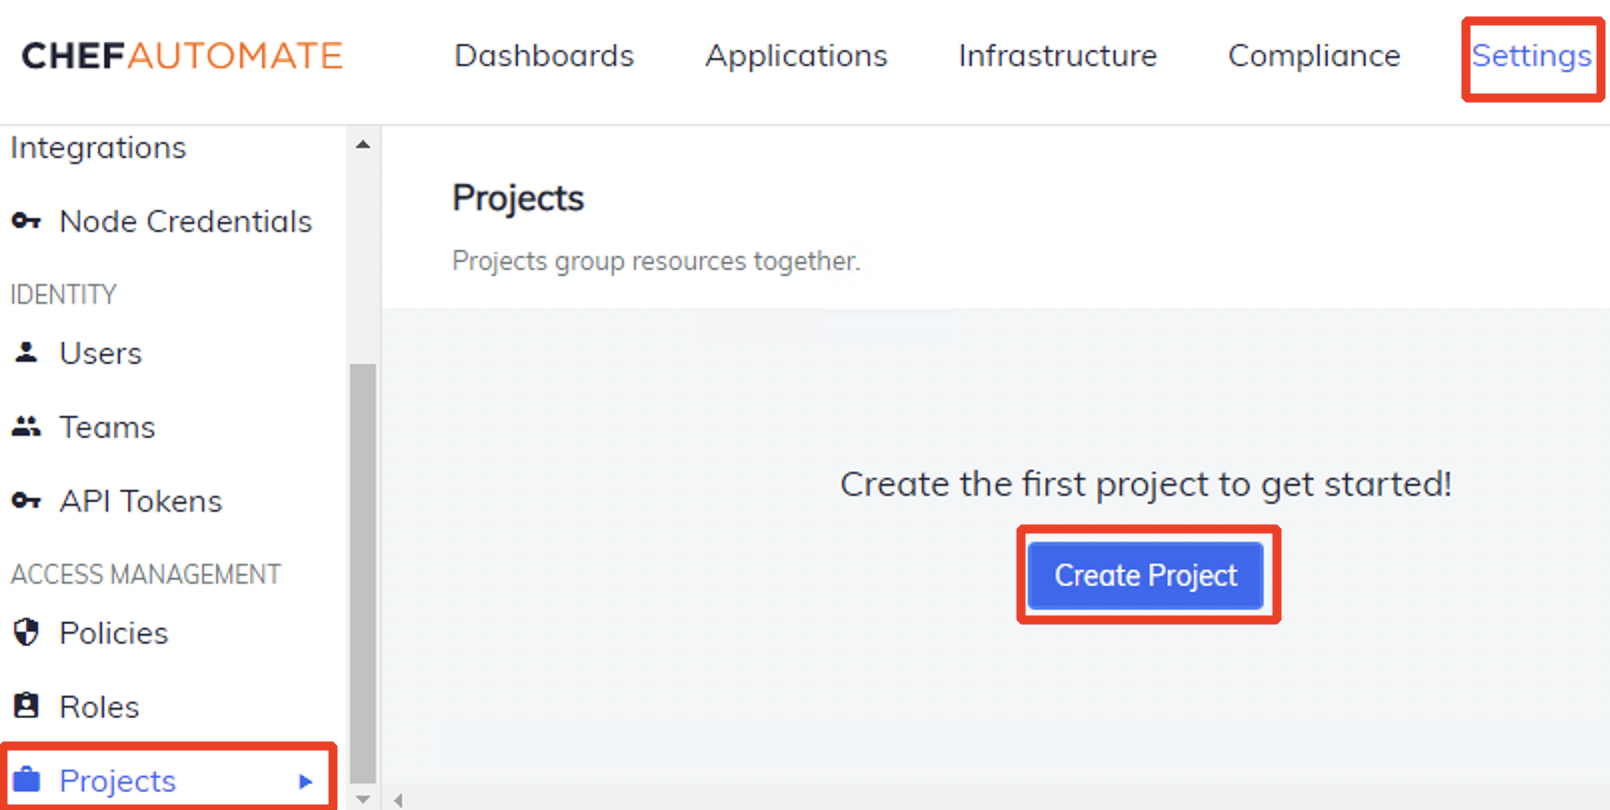 CHEFAUTOMATE
Dashboards
Applications
Infrastructure
Compliance
Settings
Integrations
Node Credentials
IDENTITY
Users
Teams
API Tokens
ACCESS MANAGEMENT
Policies
Roles
Projects
Projects
Projects group resources together.
Create the first project to get started!
Create Project